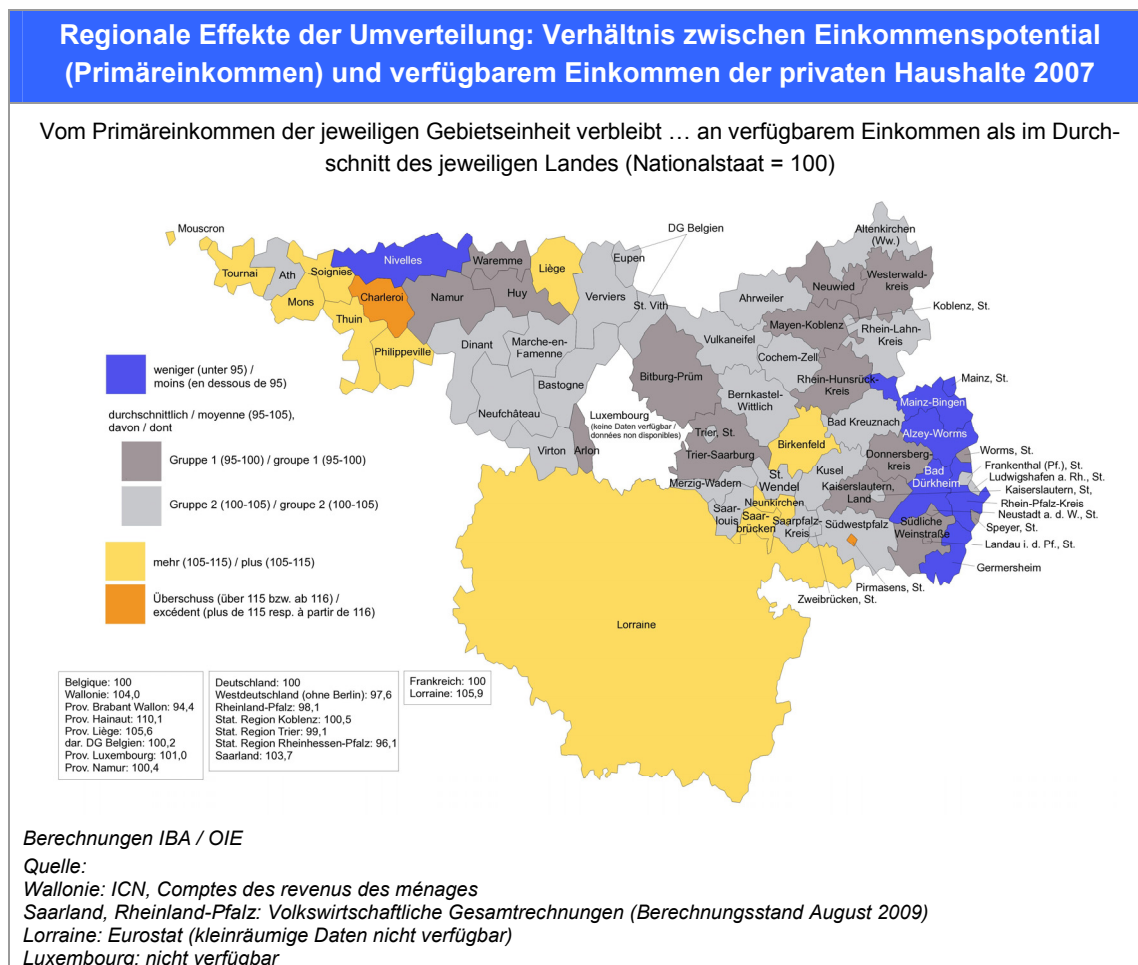 Regionale Effekte der Umverteilung: Verhältnis zwischen Einkommenspotential
(Primäreinkommen) und verfügbarem Einkommen der privaten Haushalte 2007
Vom Primäreinkommen der jeweiligen Gebietseinheit verbleibt … an verfügbarem Einkommen als im Durch-
schnitt des jeweiligen Landes (Nationalstaat = 100)
Mouscron
Tournai
Ath
Soignies
Mons
Nivelles
Charleroi
Thuin
Philippeville
Namur
Waremme
Huy
Liège
Verviers
DG Belgien
Eupen
St. Vith
Dinant
Marche-en-
Famenne
Bastogne
Neufchâteau
Virton
Arlon
Luxembourg
(keine Daten verfügbar /
données non disponibles)
Altenkirchen
(Ww.)
Westerwald-
kreis
Neuwied
Ahrweiler
Koblenz, St.
Mayen-Koblenz
Rhein-Lahn-
Kreis
Vulkaneifel
Cochem-Zell
Bitburg-Prüm
Rhein-Hunsrück-
Kreis
Bernkastel-
Wittlich
Mainz, St.
Mainz-Bingen
Bad Kreuznach
Alzey-Worms
Trier, St.
Trier-Saarburg
Birkenfeld
Donnersberg-
kreis
Worms, St.
Frankenthal (Pf.), St.
Ludwigshafen a. Rh., St.
Kaiserslautern, St,
Rhein-Pfalz-Kreis
Neustadt a. d. W., St.
Speyer, St.
Landau i. d. Pf., St.
Germersheim
Merzig-Wadern
St.
Wendel
Kusel
Kaiserslautern,
Land
Bad
Dürkheim
Neunkirchen
Saar-
louis
Saar-
brücken
Saarpfalz-
Kreis
Südwestpfalz
Südliche
Weinstraße
Pirmasens, St.
Zweibrücken, St.
Lorraine
weniger (unter 95) /
moins (en dessous de 95)
durchschnittlich / moyenne (95-105),
davon / dont
Gruppe 1 (95-100) / groupe 1 (95-100)
Gruppe 2 (100-105) / groupe 2 (100-105)
mehr (105-115) / plus (105-115)
Überschuss (über 115 bzw. ab 116) /
excédent (plus de 115 resp. à partir de 116)
Belgique: 100
Wallonie: 104,0
Prov. Brabant Wallon: 94,4
Prov. Hainaut: 110,1
Prov. Liège: 105,6
dar. DG Belgien: 100,2
Prov. Luxembourg: 101,0
Prov. Namur: 100,4
Deutschland: 100
Westdeutschland (ohne Berlin): 97,6
Rheinland-Pfalz: 98,1
Stat. Region Koblenz: 100,5
Stat. Region Trier: 99,1
Stat. Region Rheinhessen-Pfalz: 96,1
Saarland: 103,7
Frankreich: 100
Lorraine: 105,9
Berechnungen IBA / OIE
Quelle:
Wallonie: ICN, Comptes des revenus des ménages
Saarland, Rheinland-Pfalz: Volkswirtschaftliche Gesamtrechnungen (Berechnungsstand August 2009)
Lorraine: Eurostat (kleinräumige Daten nicht verfügbar)
Luxembourg: nicht verfügbar